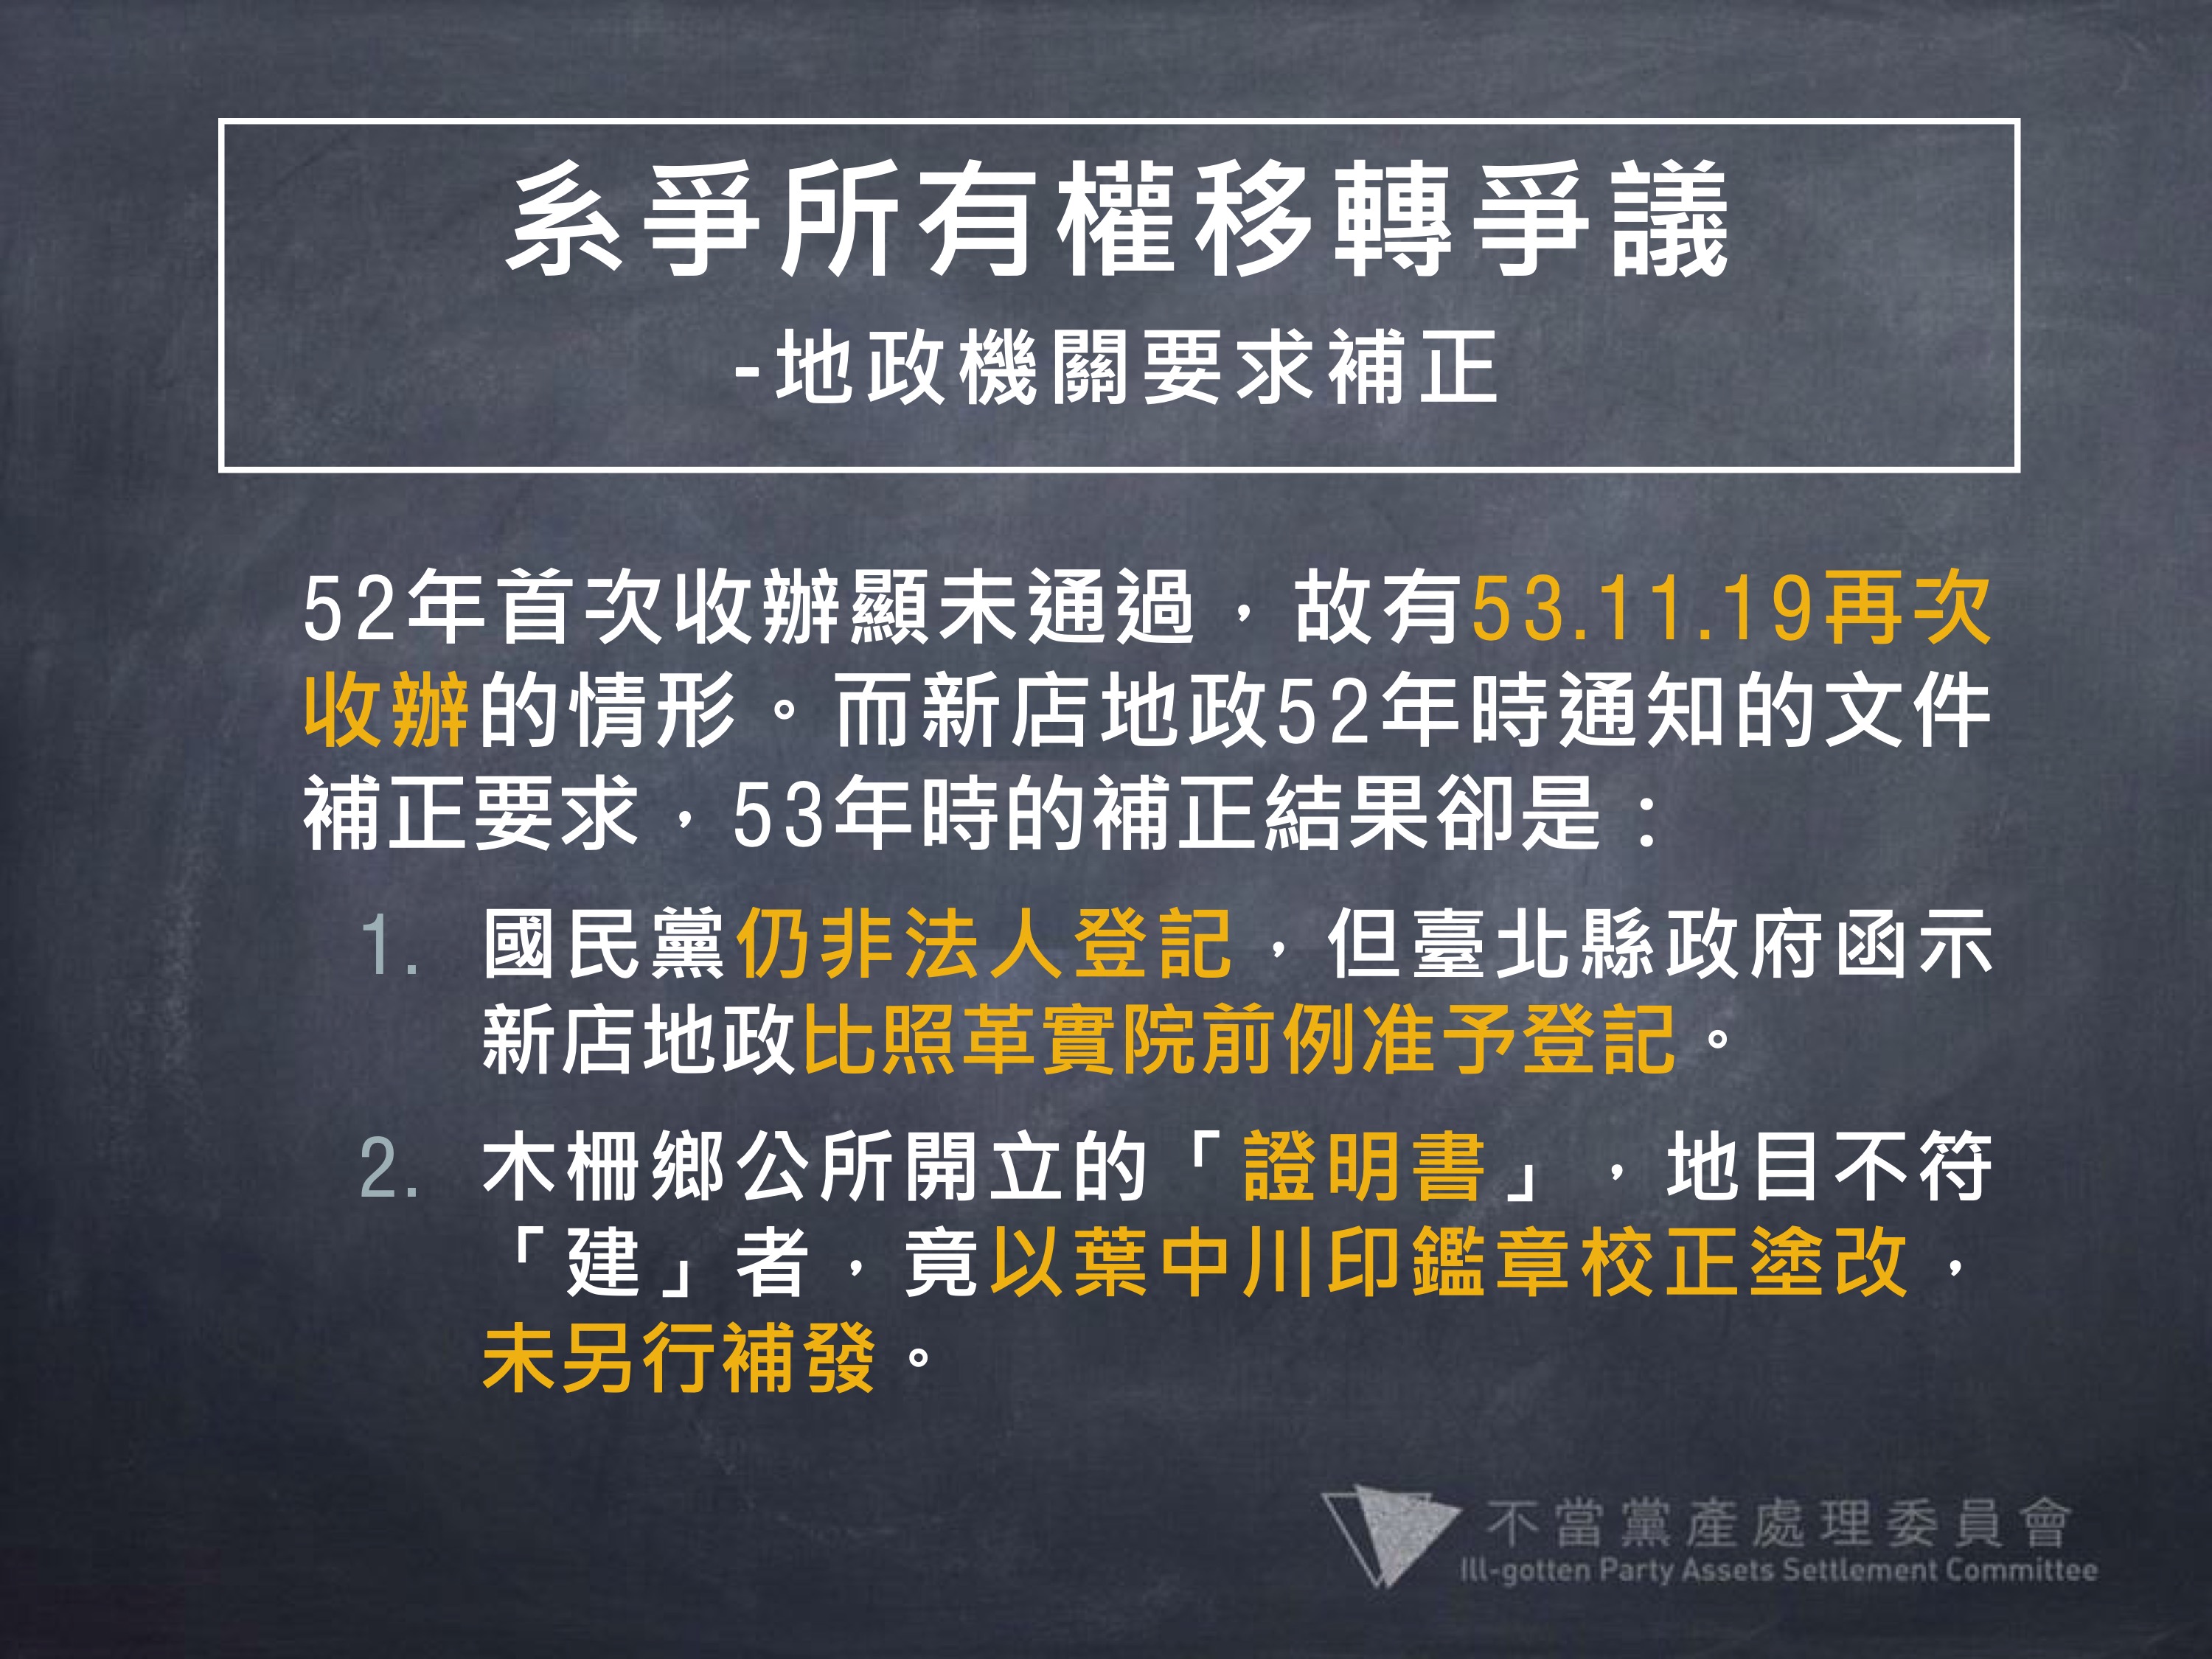 系爭所有權移轉爭議
-地政機關要求補正
52年首次收辦顯未通過，故有53.11.19再次
收辦的情形。而新店地政52年時通知的文件
補正要求，53年時的補正結果卻是：
1. 國民黨仍非法人登記，但臺北縣政府函示
新店地政比照革實院前例准予登記。
2. 木柵鄉公所開立的「證明書」，地目不符
「建」者，竟以葉中川印鑑章校正塗改，
未另行補發。
不當黨產處理委員會
Ill-gotten Party Assets Settlement Committee